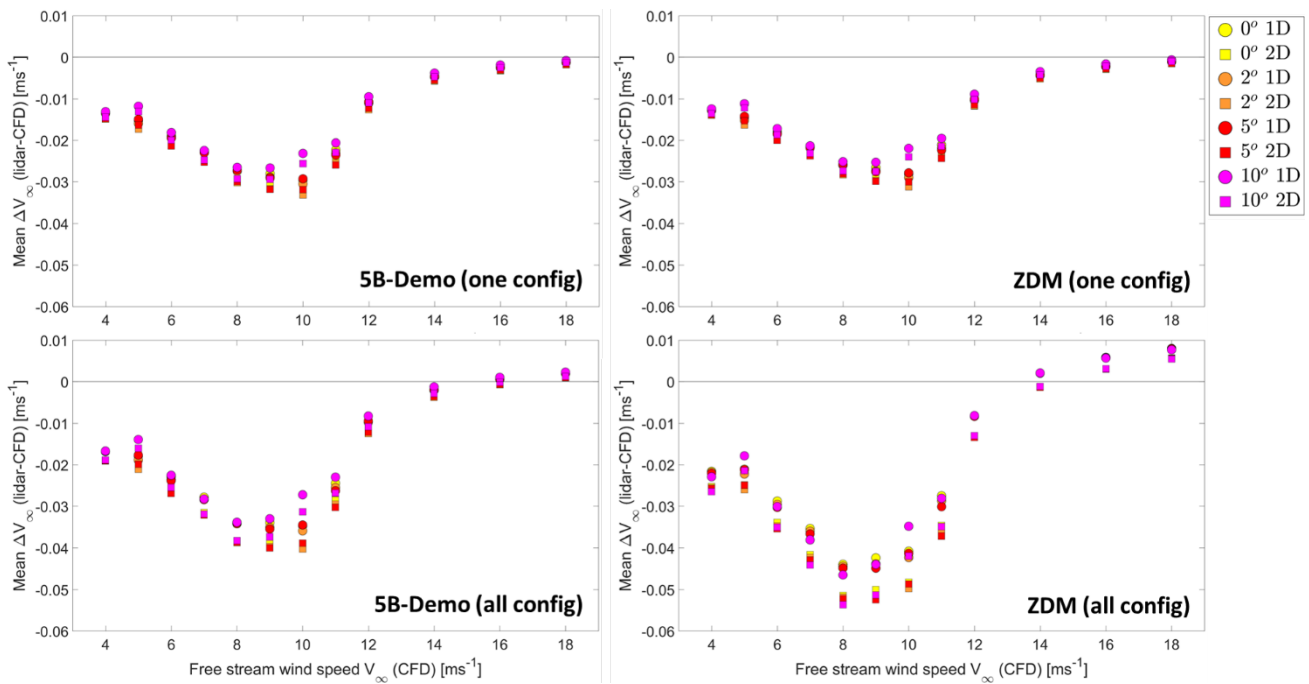 0.01
0
-0.01
-0.02
-0.03
-0.04
-0.05
-0.06
Mean ΔV∞ (lidar-CFD) [ms-1]
5B-Demo (one config)
4 6 8 10 12 14 16 18
0.01
0
-0.01
-0.02
-0.03
-0.04
-0.05
-0.06
Mean ΔV∞ (lidar-CFD) [ms-1]
ZDM (one config)
4 6 8 10 12 14 16 18
0° 1D
0° 2D
2° 1D
2° 2D
5° 1D
5° 2D
10° 1D
10° 2D
0.01
0
-0.01
-0.02
-0.03
-0.04
-0.05
-0.06
Mean ΔV∞ (lidar-CFD) [ms-1]
5B-Demo (all config)
4 6 8 10 12 14 16 18
Free stream wind speed V∞ (CFD) [ms-1]
0.01
0
-0.01
-0.02
-0.03
-0.04
-0.05
-0.06
Mean ΔV∞ (lidar-CFD) [ms-1]
ZDM (all config)
4 6 8 10 12 14 16 18
Free stream wind speed V∞ (CFD) [ms-1]